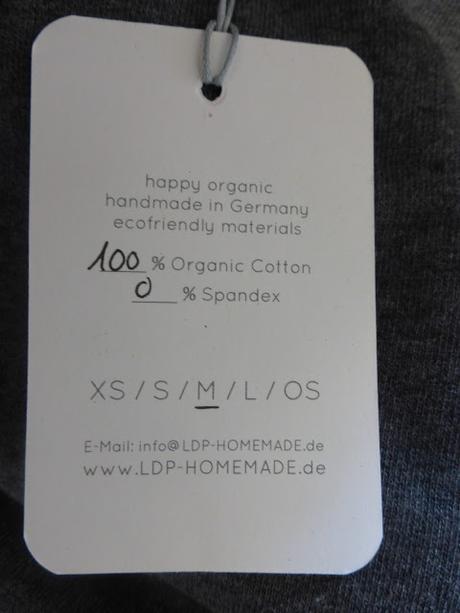 happy organic
handmade in Germany
ecofriendly materials
100 % Organic Cotton
0 % Spandex
XS / S / M / L / OS
E-Mail: info@LDP-HOMEMADE.de
www.LDP-HOMEMADE.de